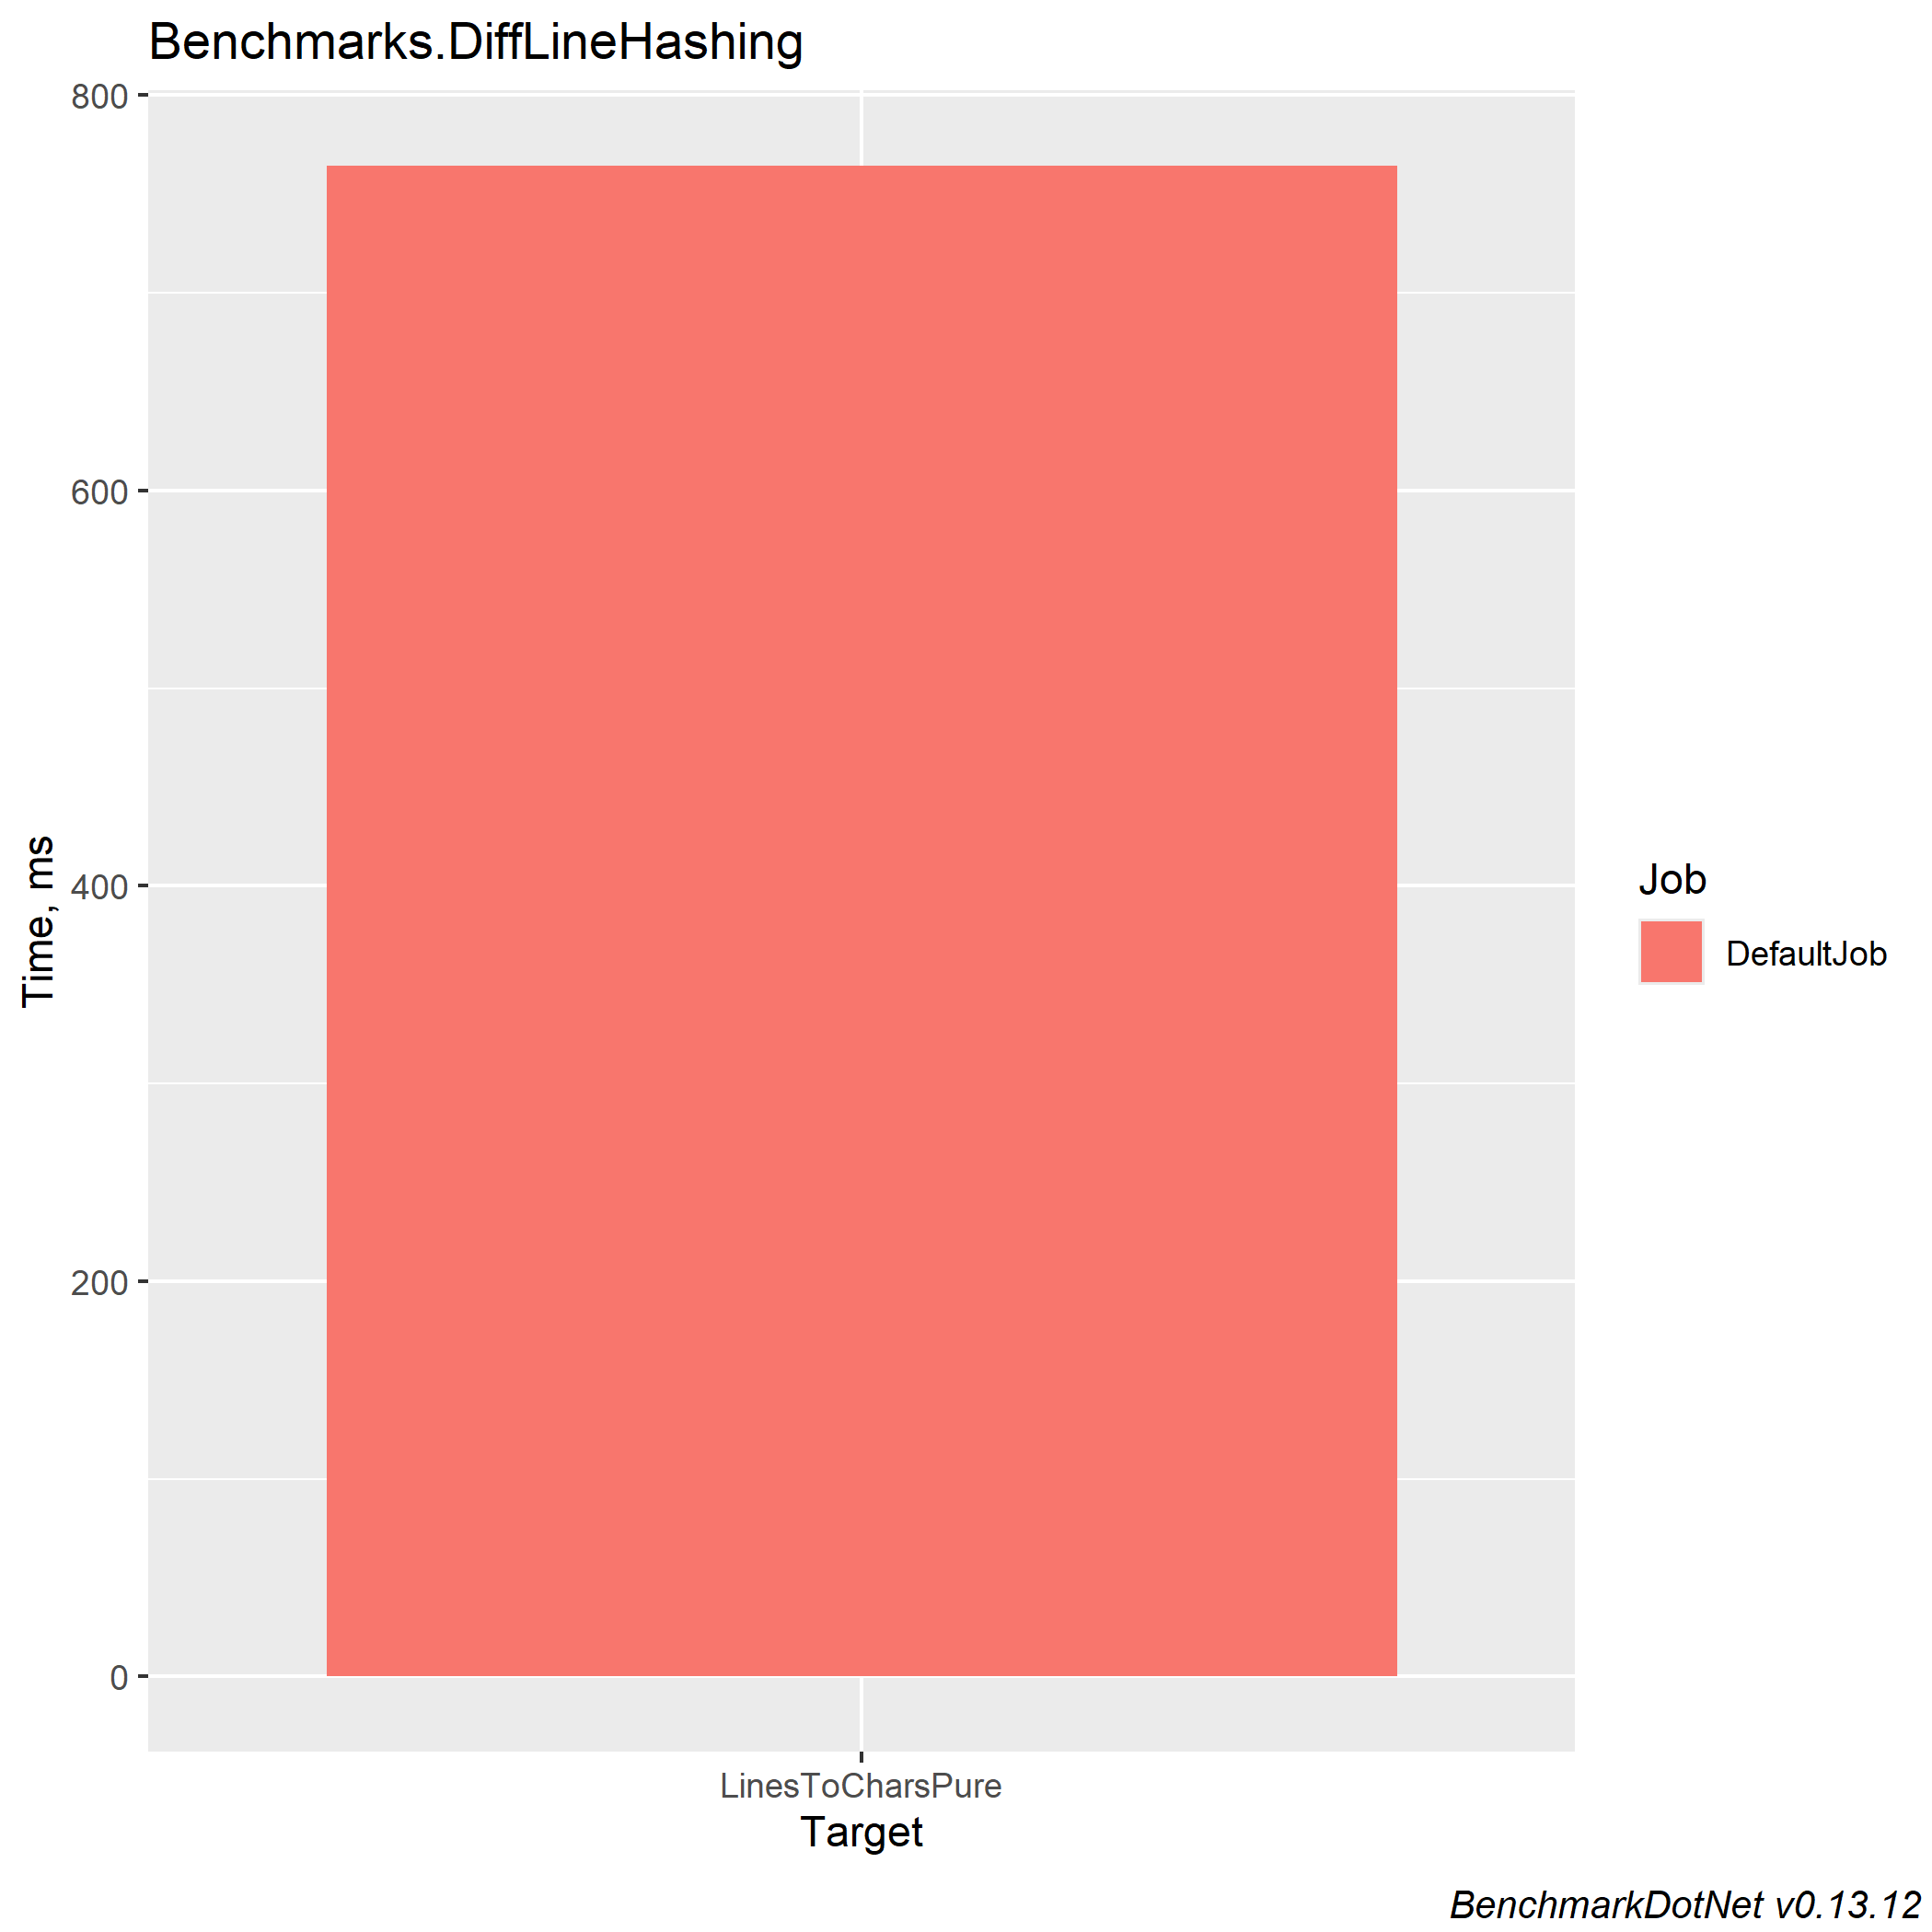 Benchmarks.DiffLineHashing
800
600
400
200
0
Time, ms
LinesToCharsPure
Target
Job
DefaultJob
BenchmarkDotNet v0.13.12